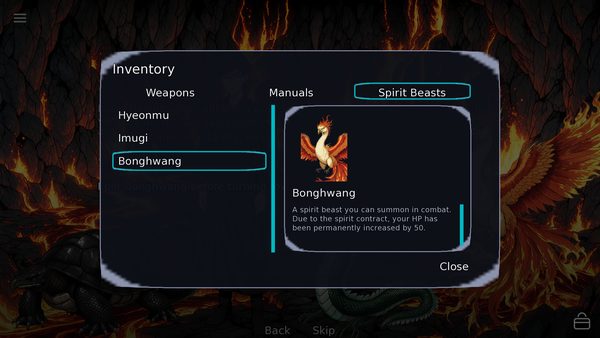 Inventory
Weapons
Manuals
Spirit Beasts
Hyeonmu
Imugi
Bonghwang
Bonghwang
A spirit beast you can summon in combat.
Due to the spirit contract, your HP has
been permanently increased by 50.
Close
Back
Skip